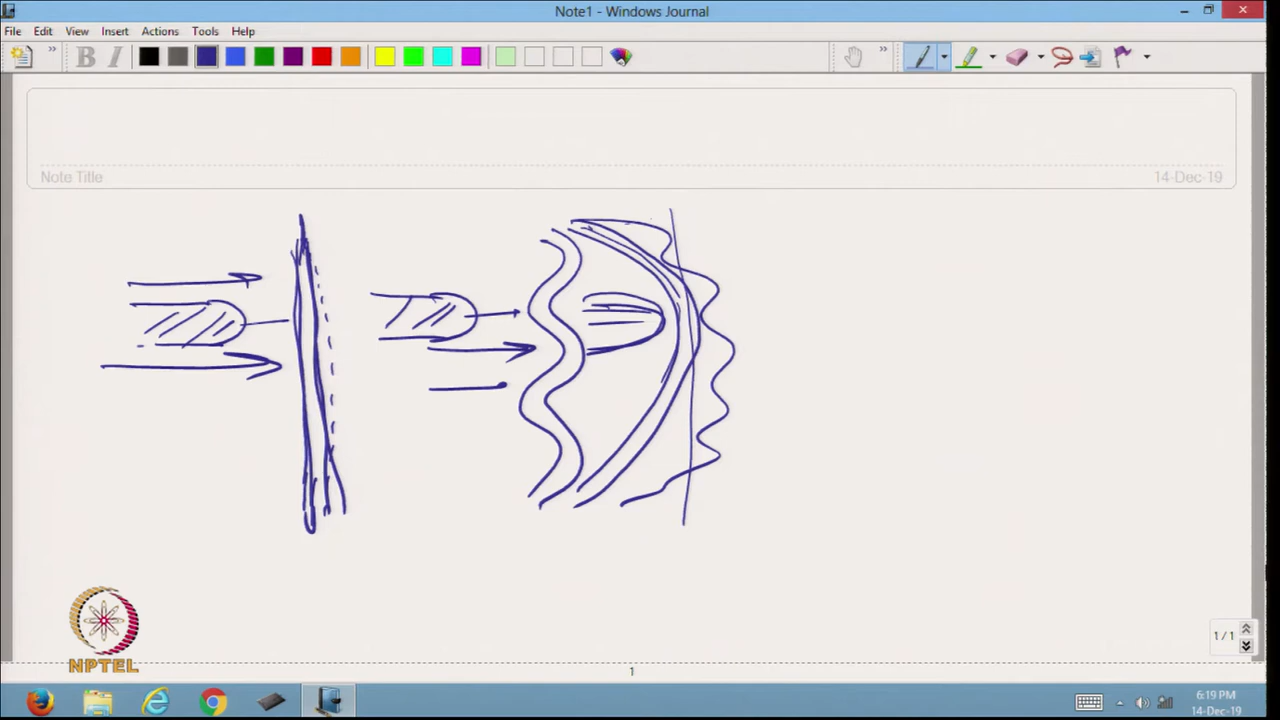 Note1 - Windows Journal
File Edit View Insert Actions Tools Help
B I
Note Title
14-Dec-19
1 / 1
NPTEL
1
6:19 PM
14-Dec-19